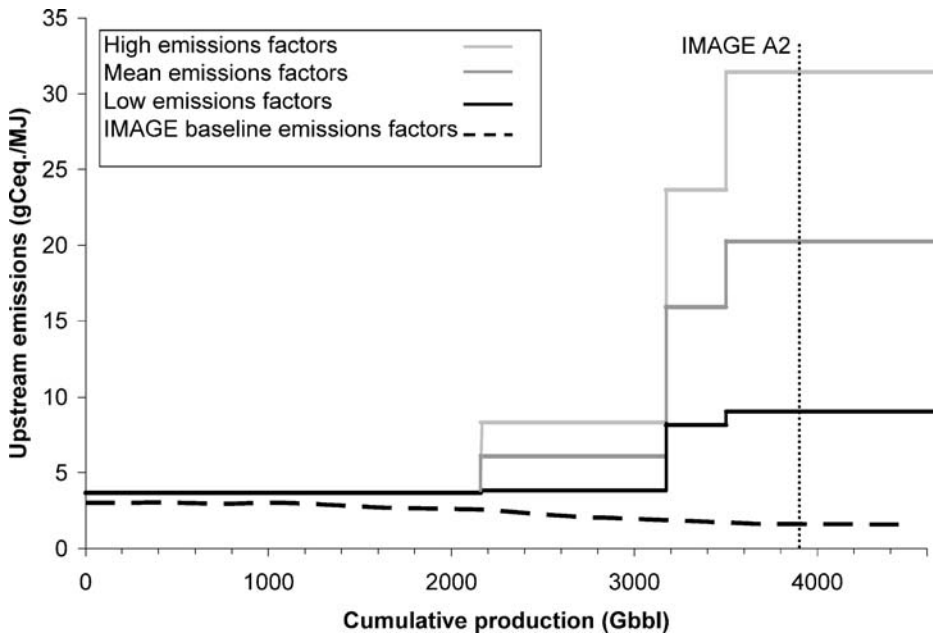 35
30
25
20
15
10
5
0
Upstream emissions (gCeq./MJ)
High emissions factors
Mean emissions factors
Low emissions factors
IMAGE baseline emissions factors
IMAGE A2
0 1000 2000 3000 4000
Cumulative production (Gbbl)